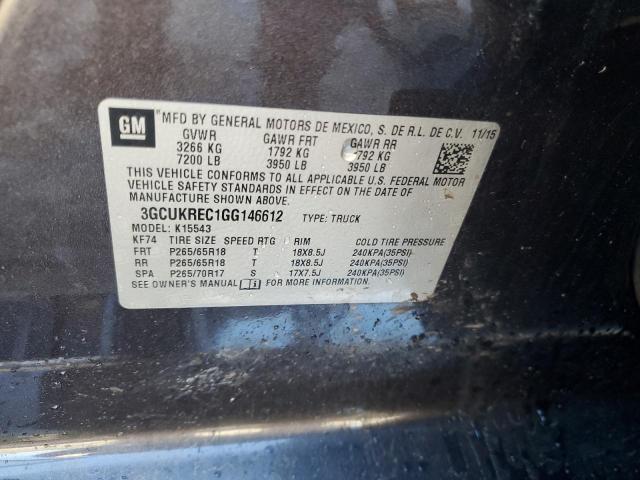 GM
MFD BY GENERAL MOTORS DE MEXICO, S. DE R.L. DE C.V. 11/15
GVWR GAWR FRT GAWR RR
3266 KG 1792 KG 1792 KG
7200 LB 3950 LB 3950 LB
THIS VEHICLE CONFORMS TO ALL APPLICABLE U.S. FEDERAL MOTOR
VEHICLE SAFETY STANDARDS IN EFFECT ON THE DATE OF
MANUFACTURE SHOWN ABOVE.
3GCUKREC1GG146612 TYPE: TRUCK
MODEL: K15543
KF74 TIRE SIZE SPEED RTG RIM COLD TIRE PRESSURE
FRT P265/65R18 T 18X8.5J 240KPA(35PSI)
RR P265/65R18 T 18X8.5J 240KPA(35PSI)
SPA P265/70R17 S 17X7.5J 240KPA(35PSI)
SEE OWNER'S MANUAL FOR MORE INFORMATION.